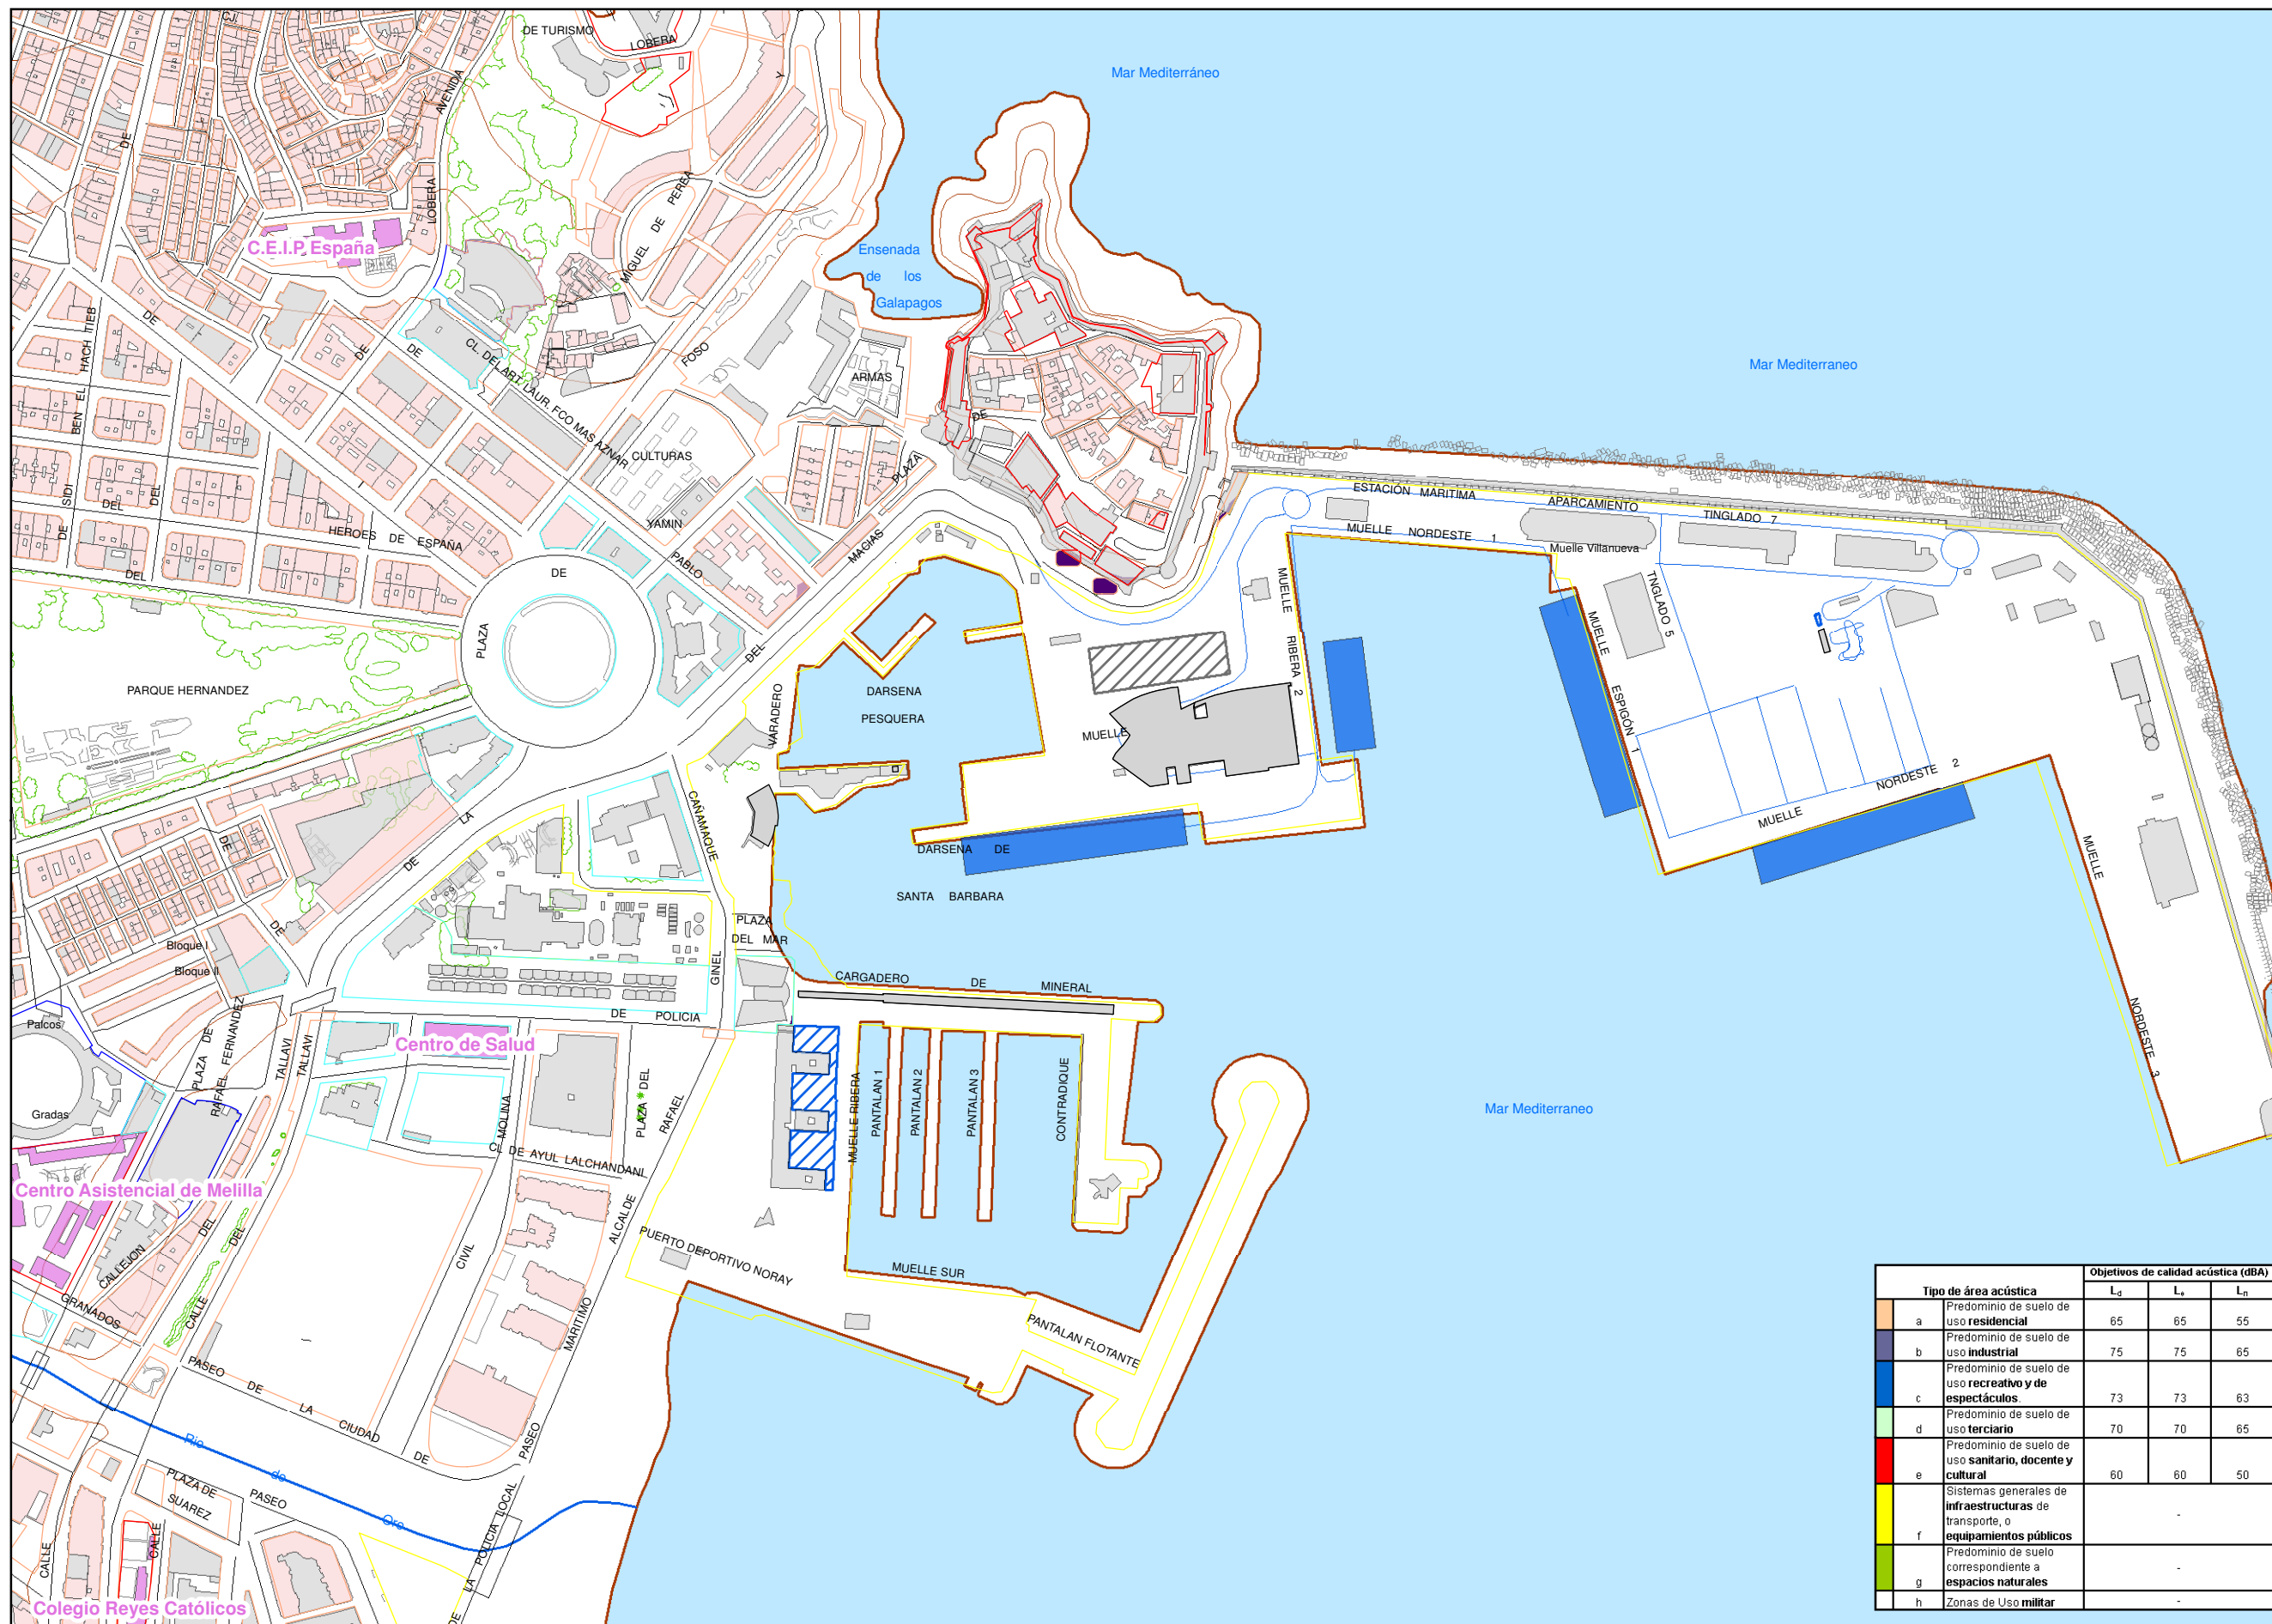 DE TURISMO
LOBERA
Y
CJ.
Mar Mediterráneo
AVENIDA
DE
LOBERA
C.E.I.P. España
MIGUEL DE PEREA
Ensenada
de los
Galapagos
Mar Mediterraneo
BEN EL HACH TIEB
DE
DE
DE
CL. DEL ART. LAUR. FCO MAS AZNAR
FOSO
ARMAS
DE
CULTURAS
PLAZA
YAMIN
SIDI
DE
DEL
DEL
HEROES DE ESPAÑA
DEL
PABLO
MACIAS
DE
PLAZA
DEL
ESTACIÓN MARITIMA
APARCAMIENTO
TINGLADO 7
MUELLE NORDESTE 1
Muelle Villanueva
TNGLADO 5
MUELLE RIBERA 2
MUELLE ESPIGÓN 1
PARQUE HERNANDEZ
VARADERO
DARSENA
PESQUERA
MUELLE
MUELLE NORDESTE 2
MUELLE NORDESTE 3
CAÑAMAQUE
LA
DE
DE
DE
DARSENA DE
SANTA BARBARA
PLAZA
DEL MAR
GINEL
Bloque I
Bloque II
CARGADERO DE MINERAL
DE POLICIA
Palcos
Gradas
PLAZA DE
RAFAEL FERNANDEZ
TALLAVI
TALLAVI
Centro de Salud
MOLINA
PLAZA DEL
RAFAEL
MUELLE RIBERA
PANTALAN 1
PANTALAN 2
PANTALAN 3
CONTRADIQUE
Mar Mediterraneo
CL DE AYUL LALCHANDANI
Centro Asistencial de Melilla
CALLEJON
DEL
DEL
CALLE
GRANADOS
CIVIL
ALCALDE
MARITIMO
PASEO
PUERTO DEPORTIVO NORAY
MUELLE SUR
PANTALAN FLOTANTE
PASEO DE LA CIUDAD DE
Rio de Oro
PLAZA DE
SUAREZ
PASEO
LOCAL
POLICIA
LA
DE
CALLE
CALLE
Colegio Reyes Católicos
Tipo de área acústica
Objetivos de calidad acústica (dBA)
Ld Le Ln
a Predominio de suelo de uso residencial 65 65 55
b Predominio de suelo de uso industrial 75 75 65
c Predominio de suelo de uso recreativo y de espectáculos. 73 73 63
d Predominio de suelo de uso terciario 70 70 65
e Predominio de suelo de uso sanitario, docente y cultural 60 60 50
f Sistemas generales de infraestructuras de transporte, o equipamientos públicos -
g Predominio de suelo correspondiente a espacios naturales -
h Zonas de Uso militar -